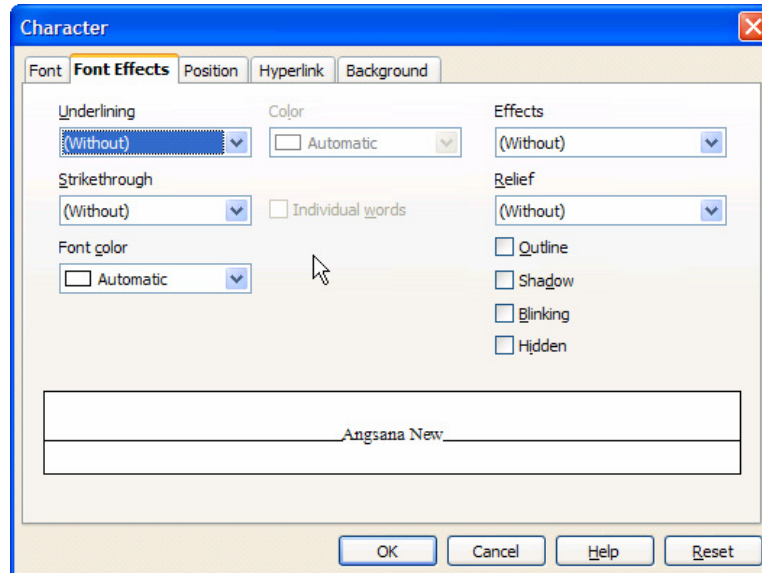 Character
Font Font Effects Position Hyperlink Background
Underlining Color Effects
(Without) Automatic (Without)
Strikethrough Relief
(Without) Individual words (Without)
Font color Outline
Automatic Shadow
Blinking
Hidden
Angsana New
OK Cancel Help Reset